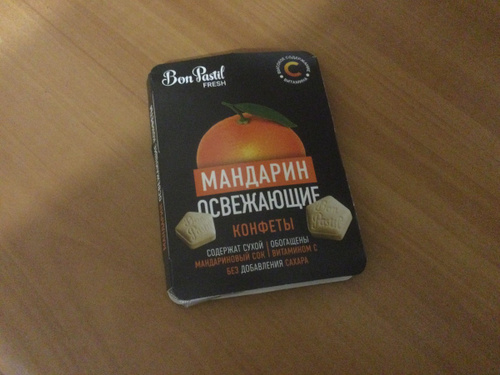 Bon Pastil
FRESH
C
МАНДАРИН
ОСВЕЖАЮЩИЕ
КОНФЕТЫ
СОДЕРЖАТ СУХОЙ
МАНДАРИНОВЫЙ СОК
ОБОГАЩЕНЫ
ВИТАМИНОМ С
БЕЗ ДОБАВЛЕНИЯ САХАРА